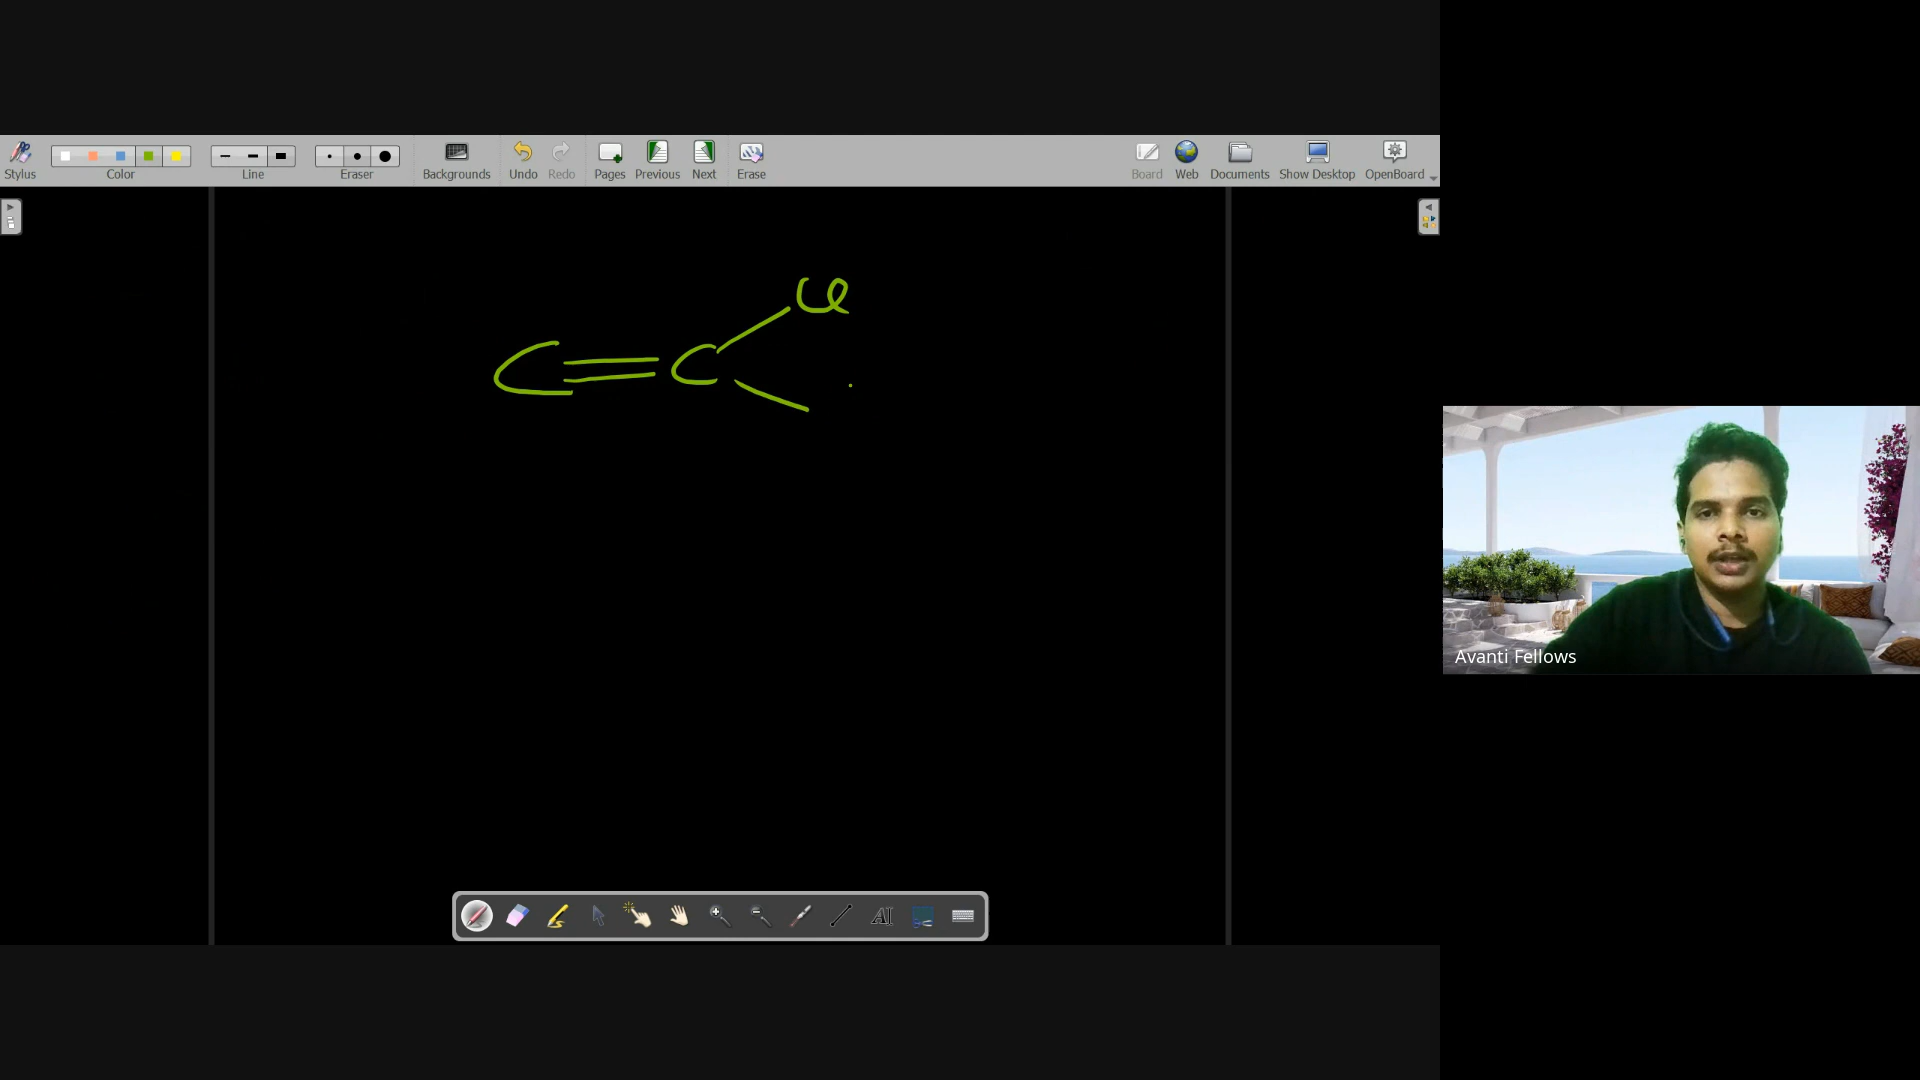 Stylus Color Line Eraser Backgrounds Undo Redo Pages Previous Next Erase Board Web Documents Show Desktop OpenBoard
Cl
C=C
AI
Avanti Fellows